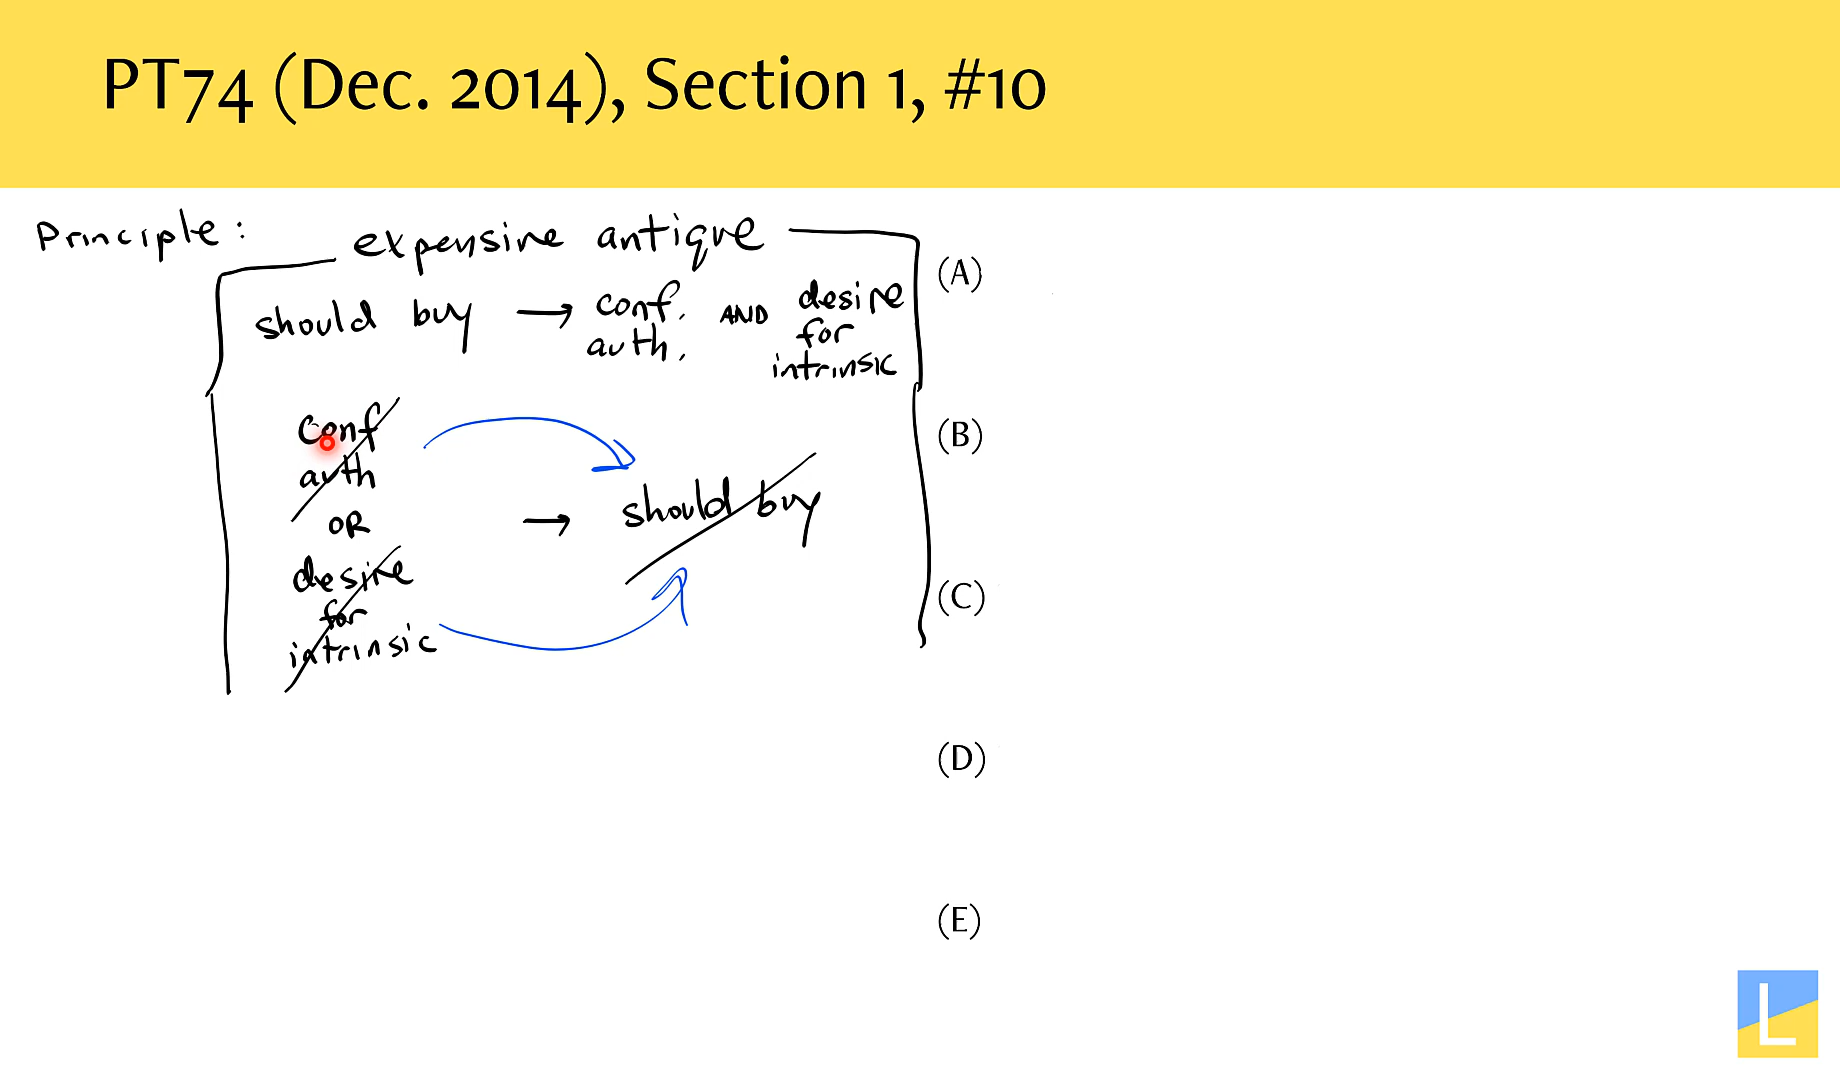 PT74 (Dec. 2014), Section 1, #10
Principle:
expensive antique
should buy → conf. auth. AND desire for intrinsic
conf
auth
OR
desire
for
intrinsic
→ should buy
(A)
(B)
(C)
(D)
(E)
L